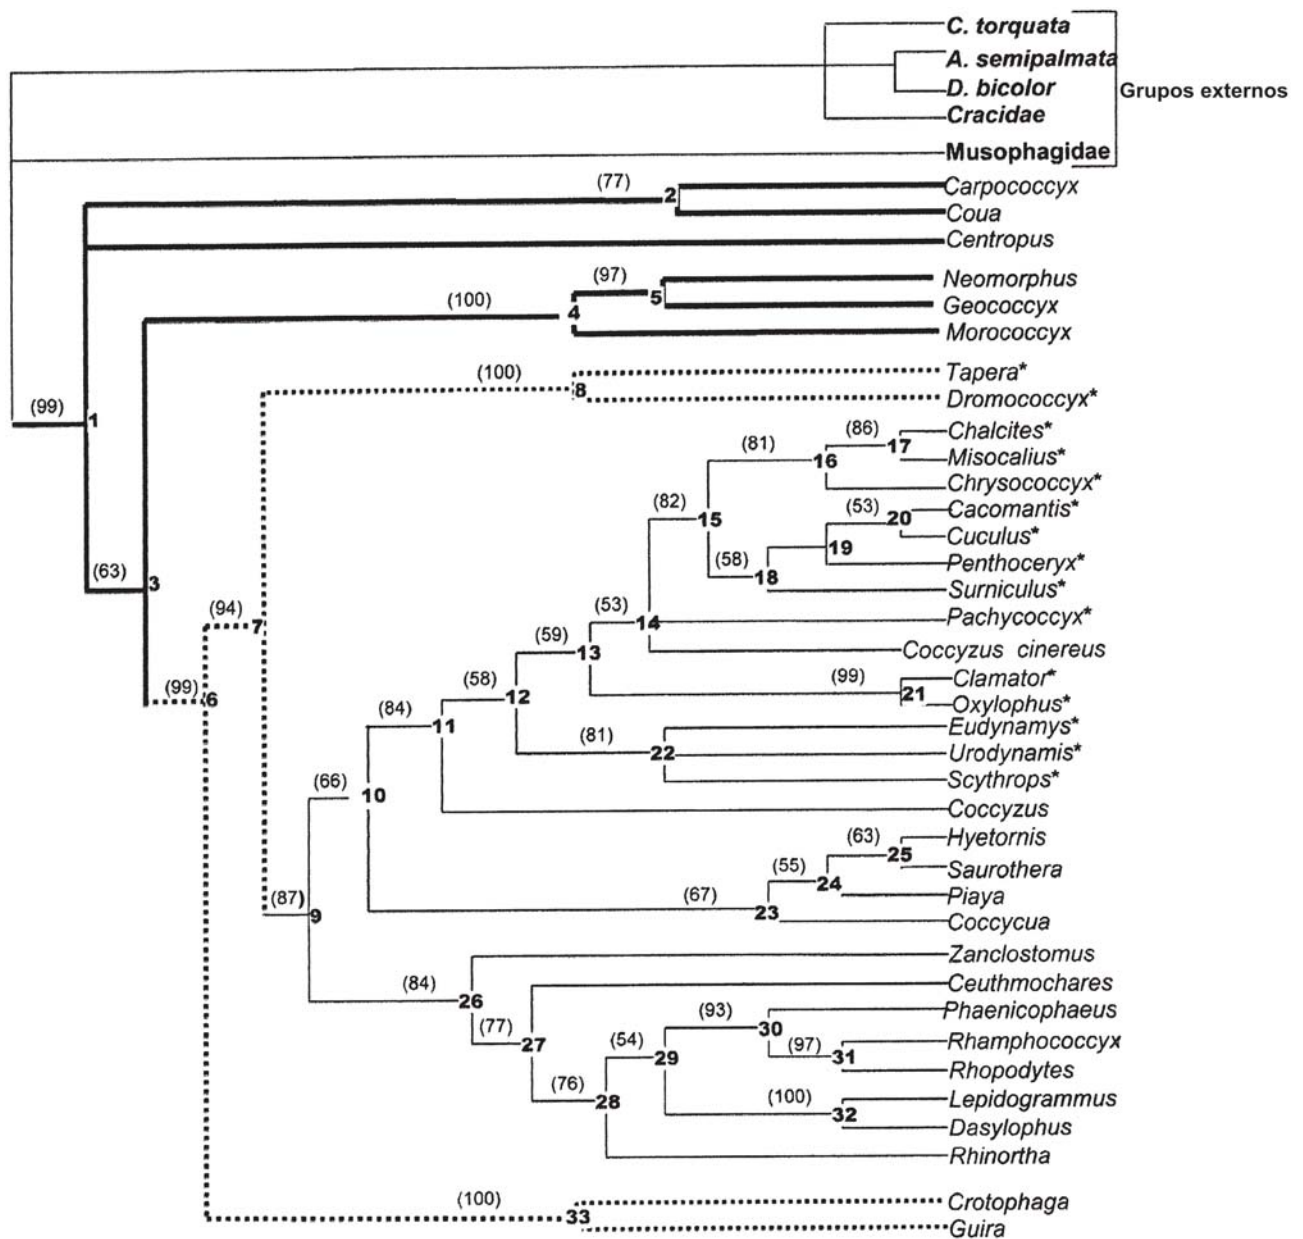 C. torquata
A. semipalmata
D. bicolor
Grupos externos
Cracidae
Musophagidae
(77)
2
Carpococcyx
Coua
Centropus
(97)
5
Neomorphus
(100)
4
Geococcyx
Morococcyx
(100)
8
Tapera*
Dromococcyx*
(99)
1
(86)
17
Chalcites*
(81)
16
Misocalius*
Chrysococcyx*
(82)
15
(53)
20
Cacomantis*
19
Cuculus*
(58)
18
Penthoceryx*
Surniculus*
(63)
3
(94)
7
(53)
14
Pachycoccyx*
(59)
13
Coccyzus cinereus
(99)
6
(58)
12
(99)
21
Clamator*
Oxylophus*
(84)
11
(81)
22
Eudynamys*
Urodynamis*
Scythrops*
(66)
10
Coccyzus
(63)
25
Hyetornis
(55)
24
Saurothera
Piaya
(67)
23
Coccycua
(87)
9
Zanclostomus
(84)
26
Ceuthmochares
(77)
27
(93)
30
Phaenicophaeus
(54)
29
(97)
31
Rhamphococcyx
Rhopodytes
(76)
28
(100)
32
Lepidogrammus
Dasylophus
Rhinortha
(100)
33
Crotophaga
Guira